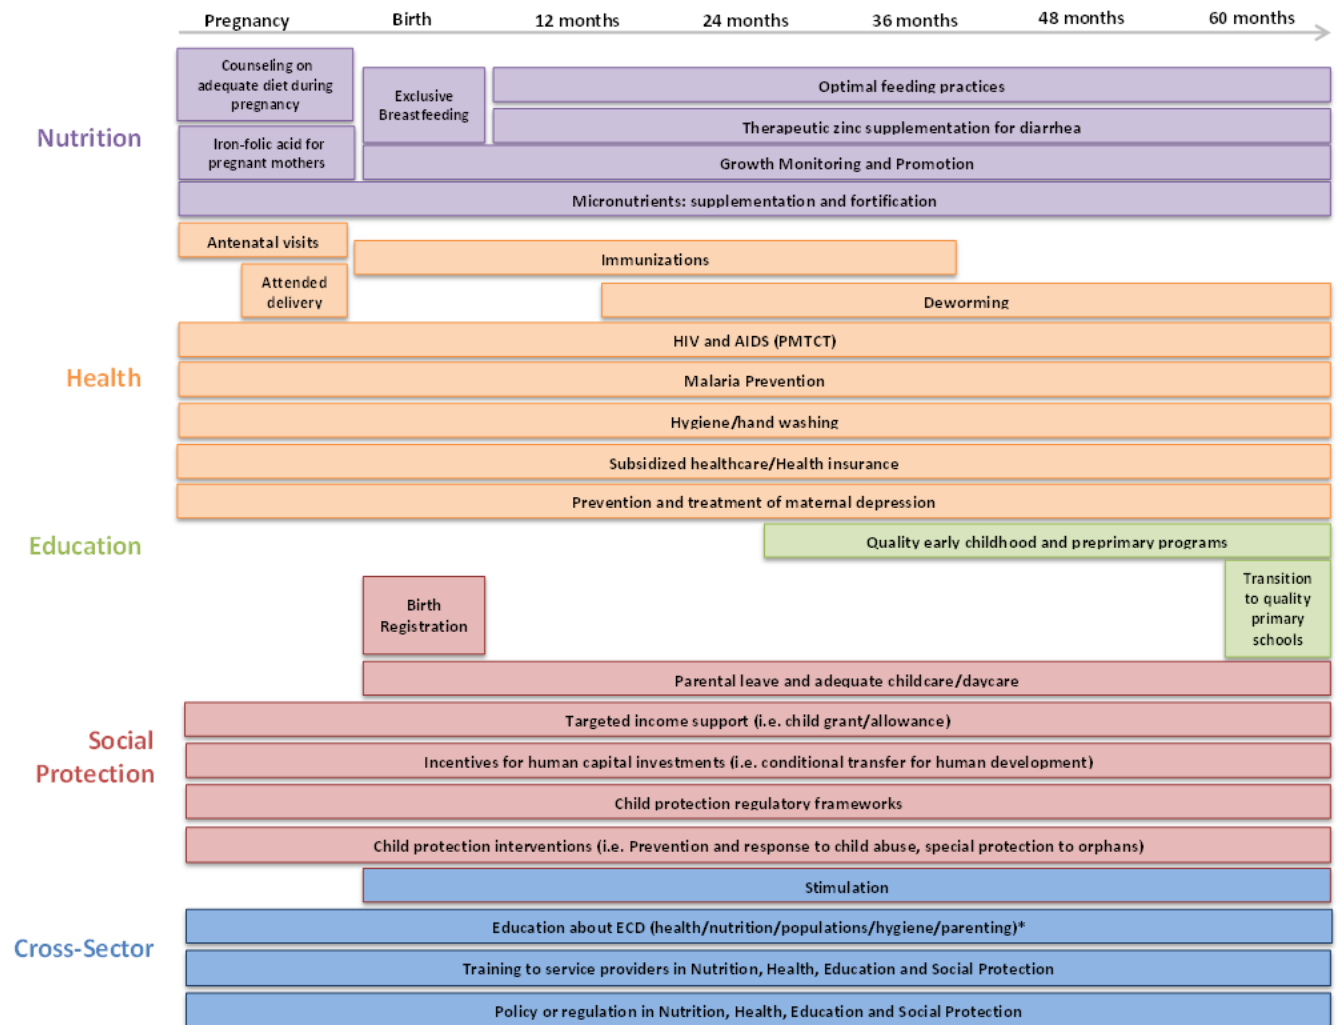 Pregnancy Birth 12 months 24 months 36 months 48 months 60 months
Nutrition
Counseling on
adequate diet during
pregnancy
Exclusive
Breastfeeding
Optimal feeding practices
Therapeutic zinc supplementation for diarrhea
Iron-folic acid for
pregnant mothers
Growth Monitoring and Promotion
Micronutrients: supplementation and fortification
Health
Antenatal visits
Immunizations
Attended
delivery
Deworming
HIV and AIDS (PMTCT)
Malaria Prevention
Hygiene/hand washing
Subsidized healthcare/Health insurance
Prevention and treatment of maternal depression
Education
Quality early childhood and preprimary programs
Transition
to quality
primary
schools
Social
Protection
Birth
Registration
Parental leave and adequate childcare/daycare
Targeted income support (i.e. child grant/allowance)
Incentives for human capital investments (i.e. conditional transfer for human development)
Child protection regulatory frameworks
Child protection interventions (i.e. Prevention and response to child abuse, special protection to orphans)
Cross-Sector
Stimulation
Education about ECD (health/nutrition/populations/hygiene/parenting)*
Training to service providers in Nutrition, Health, Education and Social Protection
Policy or regulation in Nutrition, Health, Education and Social Protection